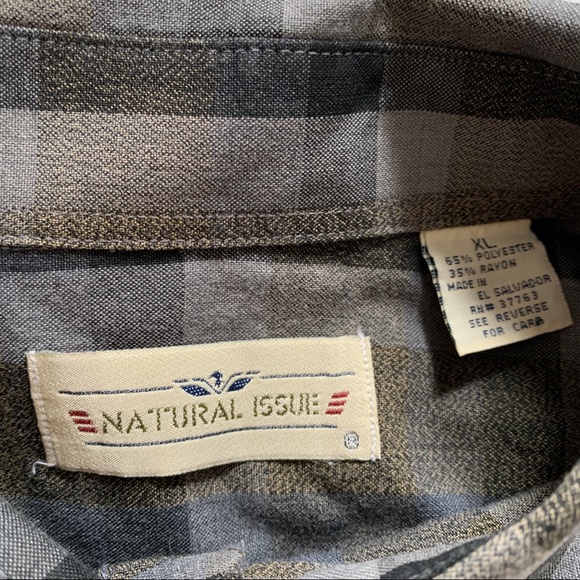 XL
65% POLYESTER
35% RAYON
MADE IN
EL SALVADOR
RN# 37763
SEE REVERSE
FOR CARE
NATURAL ISSUE
®